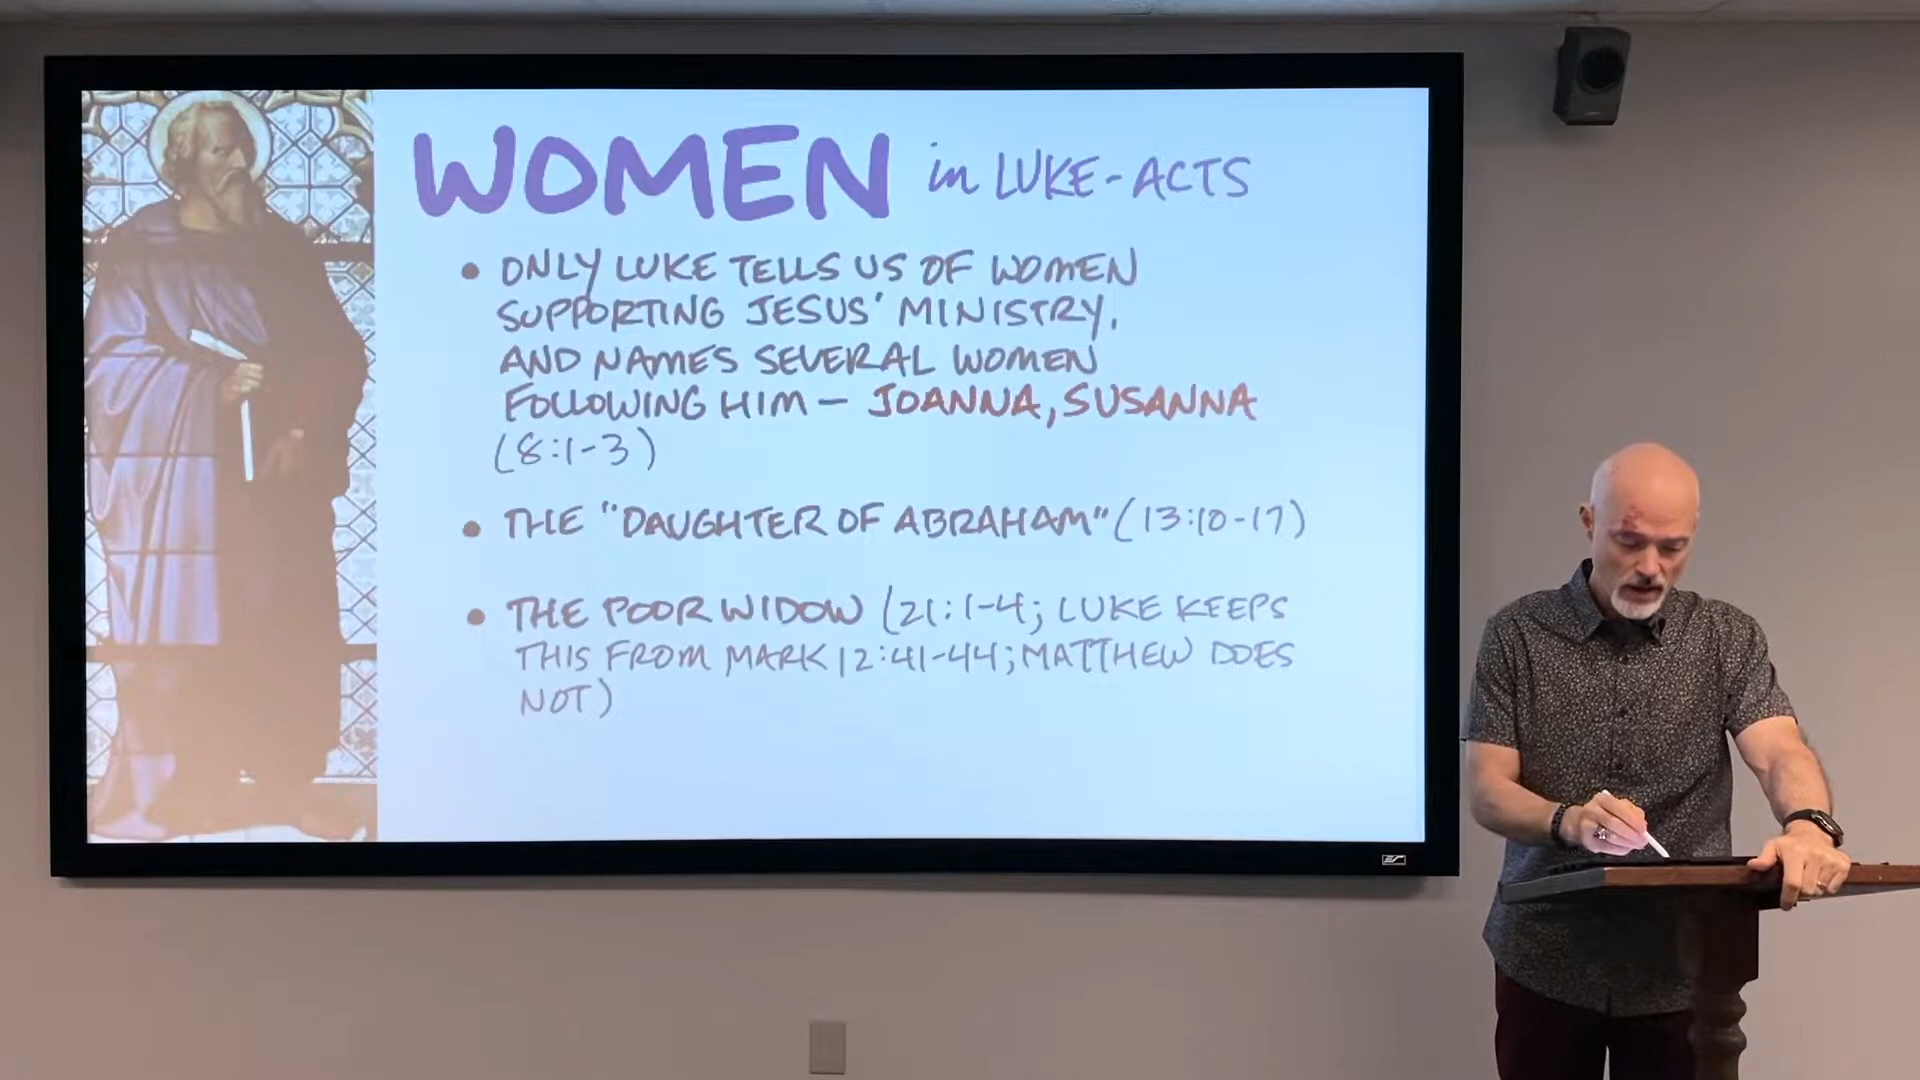 WOMEN in LUKE-ACTS
• ONLY LUKE TELLS US OF WOMEN
SUPPORTING JESUS' MINISTRY,
AND NAMES SEVERAL WOMEN
FOLLOWING HIM — JOANNA, SUSANNA
(8:1-3)
• THE "DAUGHTER OF ABRAHAM" (13:10-17)
• THE POOR WIDOW (21:1-4; LUKE KEEPS
THIS FROM MARK 12:41-44; MATTHEW DOES
NOT)